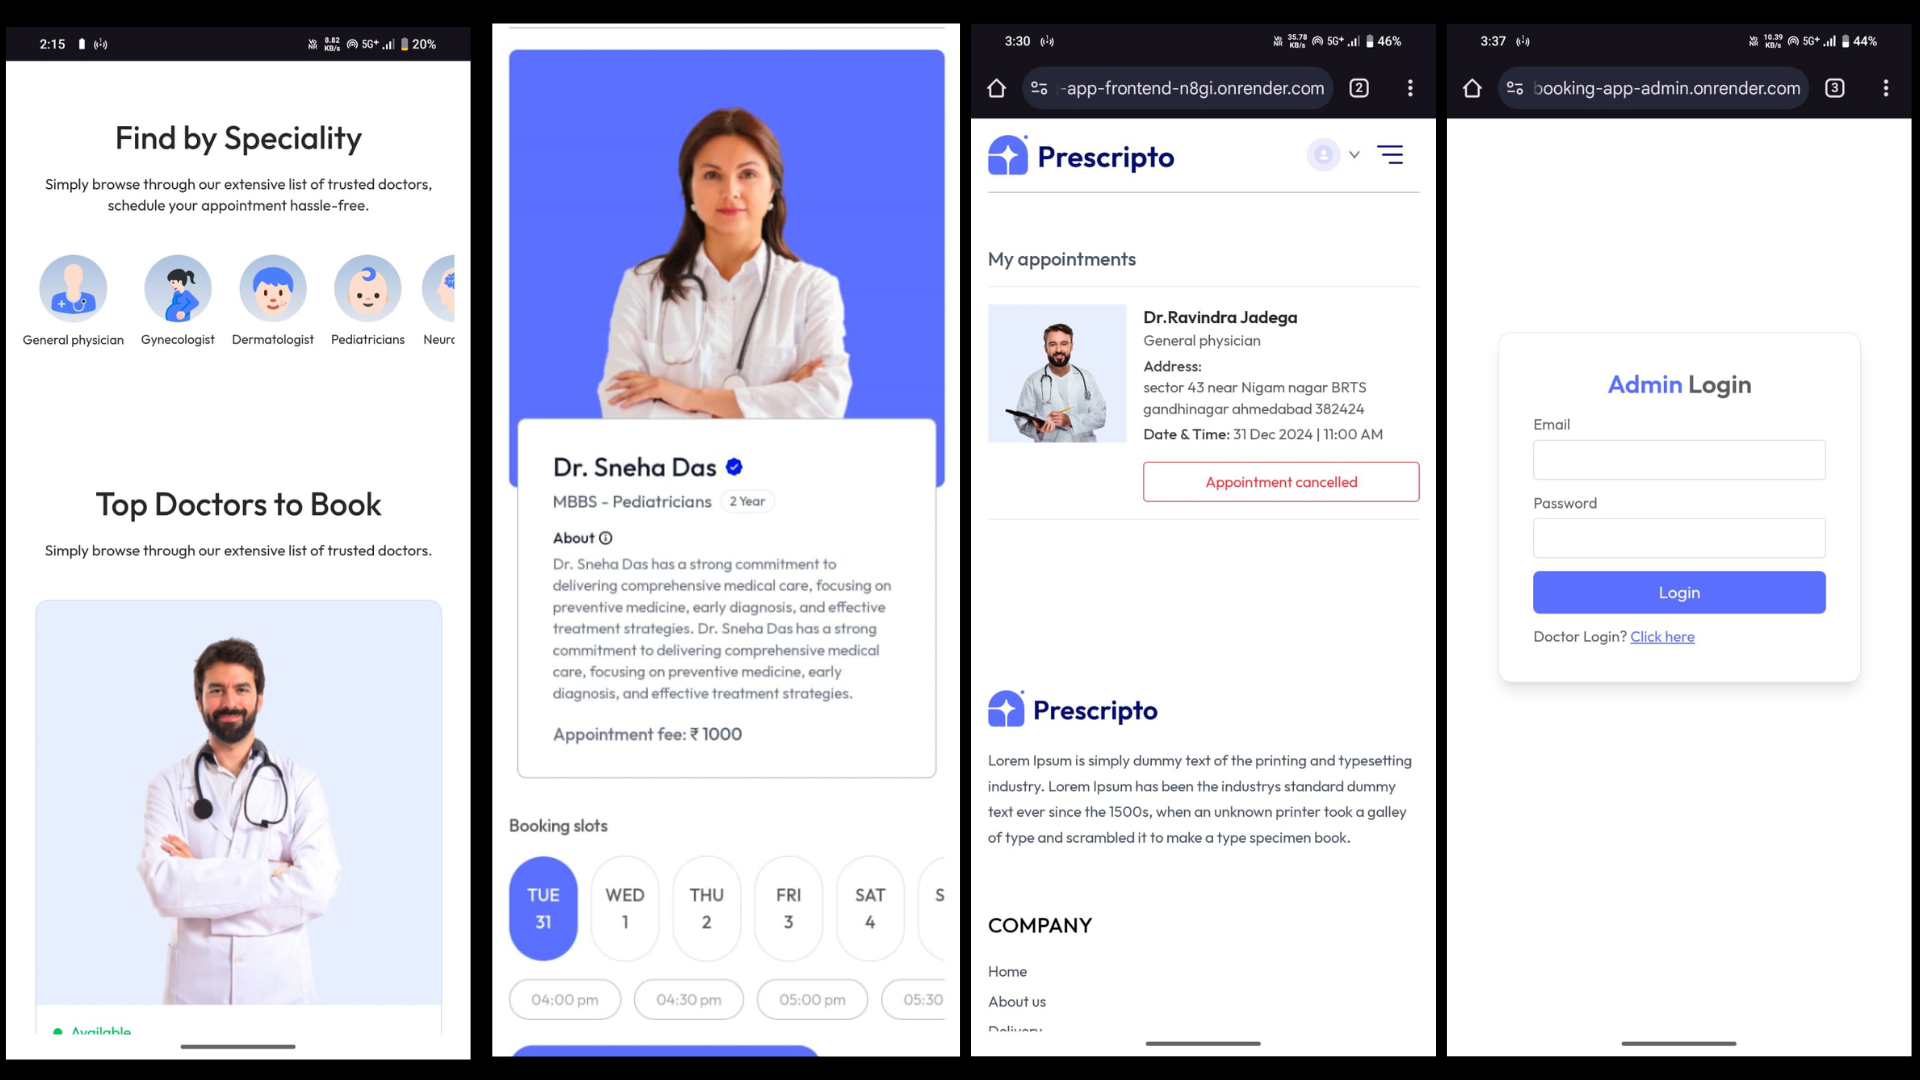 2:15
8.82 KB/s 5G+ 20%
Find by Speciality
Simply browse through our extensive list of trusted doctors,
schedule your appointment hassle-free.
General physician Gynecologist Dermatologist Pediatricians Neurc
Top Doctors to Book
Simply browse through our extensive list of trusted doctors.
Available
Dr. Sneha Das
MBBS - Pediatricians 2 Year
About
Dr. Sneha Das has a strong commitment to
delivering comprehensive medical care, focusing on
preventive medicine, early diagnosis, and effective
treatment strategies. Dr. Sneha Das has a strong
commitment to delivering comprehensive medical
care, focusing on preventive medicine, early
diagnosis, and effective treatment strategies.
Appointment fee: ₹ 1000
Booking slots
TUE WED THU FRI SAT S
31 1 2 3 4
04:00 pm 04:30 pm 05:00 pm 05:30
3:30
35.78 KB/s 5G+ 46%
-app-frontend-n8gi.onrender.com 2
Prescripto
My appointments
Dr.Ravindra Jadega
General physician
Address:
sector 43 near Nigam nagar BRTS
gandhinagar ahmedabad 382424
Date & Time: 31 Dec 2024 | 11:00 AM
Appointment cancelled
Prescripto
Lorem Ipsum is simply dummy text of the printing and typesetting
industry. Lorem Ipsum has been the industrys standard dummy
text ever since the 1500s, when an unknown printer took a galley
of type and scrambled it to make a type specimen book.
COMPANY
Home
About us
Delivery
3:37
10.39 KB/s 5G+ 44%
booking-app-admin.onrender.com 3
Admin Login
Email
Password
Login
Doctor Login? Click here